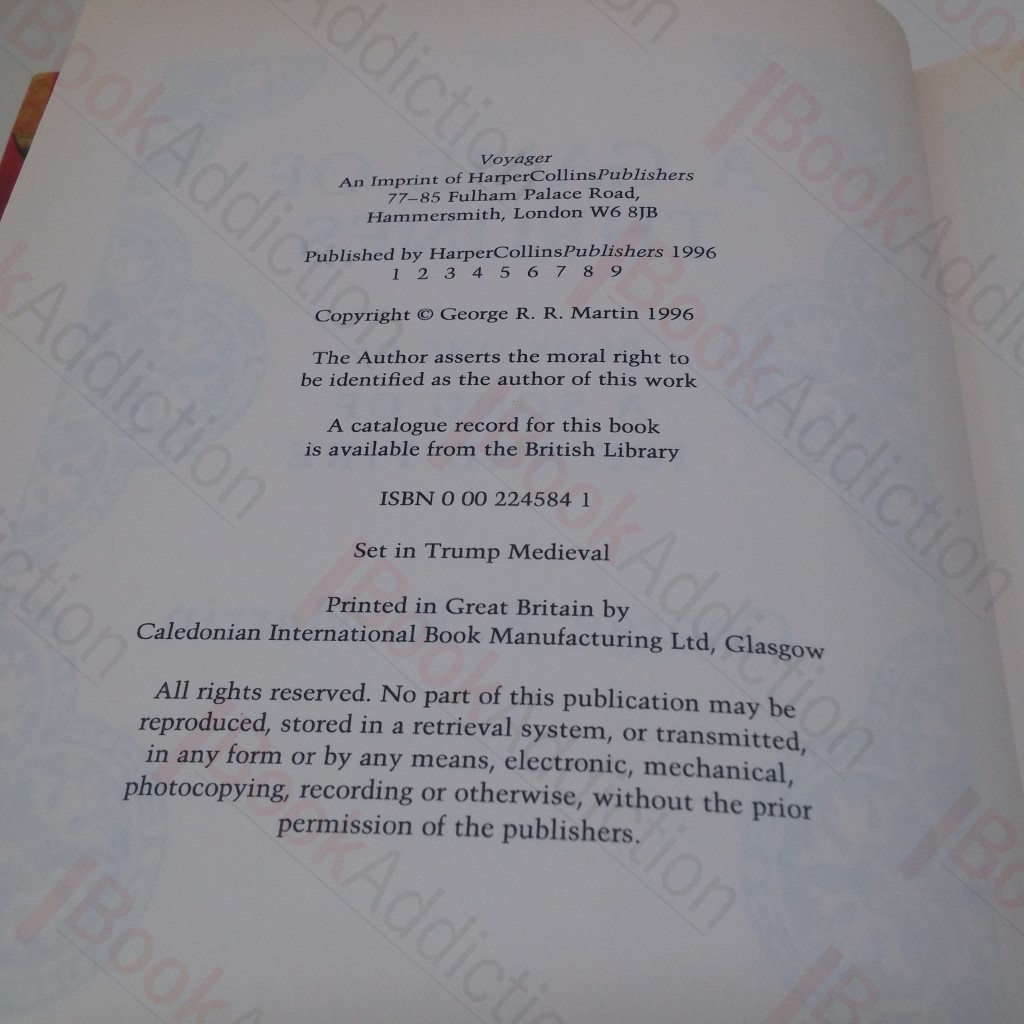 Voyager
An Imprint of HarperCollinsPublishers
77–85 Fulham Palace Road,
Hammersmith, London W6 8JB
Published by HarperCollinsPublishers 1996
1 2 3 4 5 6 7 8 9
Copyright © George R. R. Martin 1996
The Author asserts the moral right to
be identified as the author of this work
A catalogue record for this book
is available from the British Library
ISBN 0 00 224584 1
Set in Trump Medieval
Printed in Great Britain by
Caledonian International Book Manufacturing Ltd, Glasgow
All rights reserved. No part of this publication may be
reproduced, stored in a retrieval system, or transmitted,
in any form or by any means, electronic, mechanical,
photocopying, recording or otherwise, without the prior
permission of the publishers.
BookAddiction